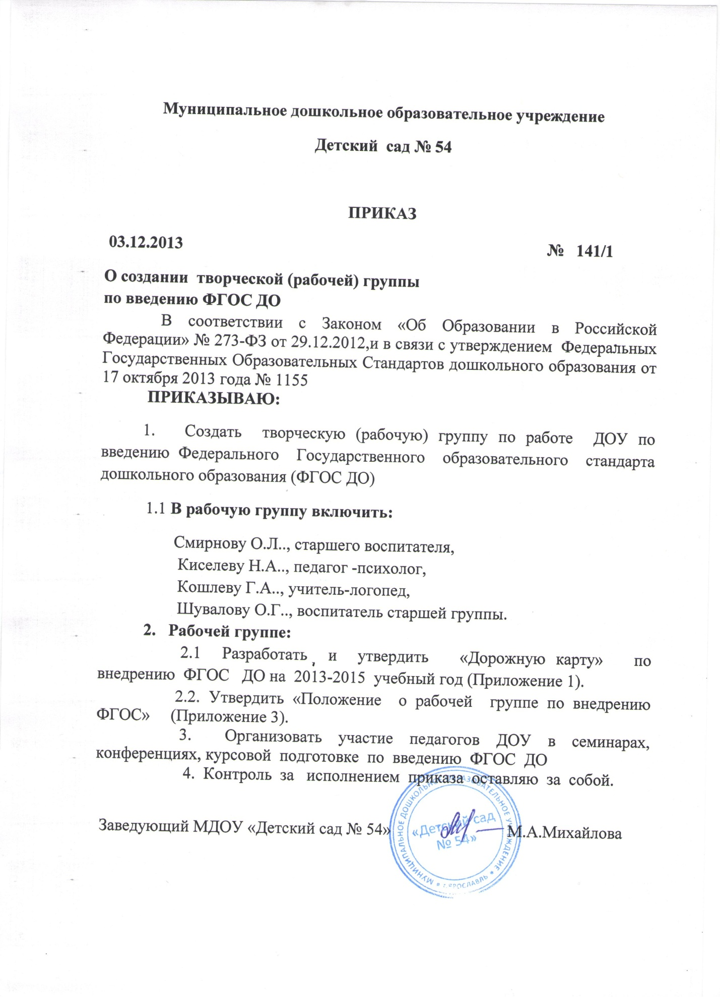 Муниципальное дошкольное образовательное учреждение
Детский сад № 54
ПРИКАЗ
03.12.2013
№ 141/1
О создании творческой (рабочей) группы
по введению ФГОС ДО
В соответствии с Законом «Об Образовании в Российской
Федерации» № 273-ФЗ от 29.12.2012,и в связи с утверждением Федеральных
Государственных Образовательных Стандартов дошкольного образования от
17 октября 2013 года № 1155
ПРИКАЗЫВАЮ:
1. Создать творческую (рабочую) группу по работе ДОУ по
введению Федерального Государственного образовательного стандарта
дошкольного образования (ФГОС ДО)
1.1 В рабочую группу включить:
Смирнову О.Л.., старшего воспитателя,
Киселеву Н.А.., педагог -психолог,
Кошлеву Г.А.., учитель-логопед,
Шувалову О.Г.., воспитатель старшей группы.
2. Рабочей группе:
2.1 Разработать , и утвердить «Дорожную карту» по
внедрению ФГОС ДО на 2013-2015 учебный год (Приложение 1).
2.2. Утвердить «Положение о рабочей группе по внедрению
ФГОС» (Приложение 3).
3. Организовать участие педагогов ДОУ в семинарах,
конференциях, курсовой подготовке по введению ФГОС ДО
4. Контроль за исполнением приказа оставляю за собой.
Заведующий МДОУ «Детский сад № 54» М.А.Михайлова
МУНИЦИПАЛЬНОЕ ДОШКОЛЬНОЕ ОБРАЗОВАТЕЛЬНОЕ УЧРЕЖДЕНИЕ * г.ЯРОСЛАВЛЬ *
«Детский сад
№ 54»